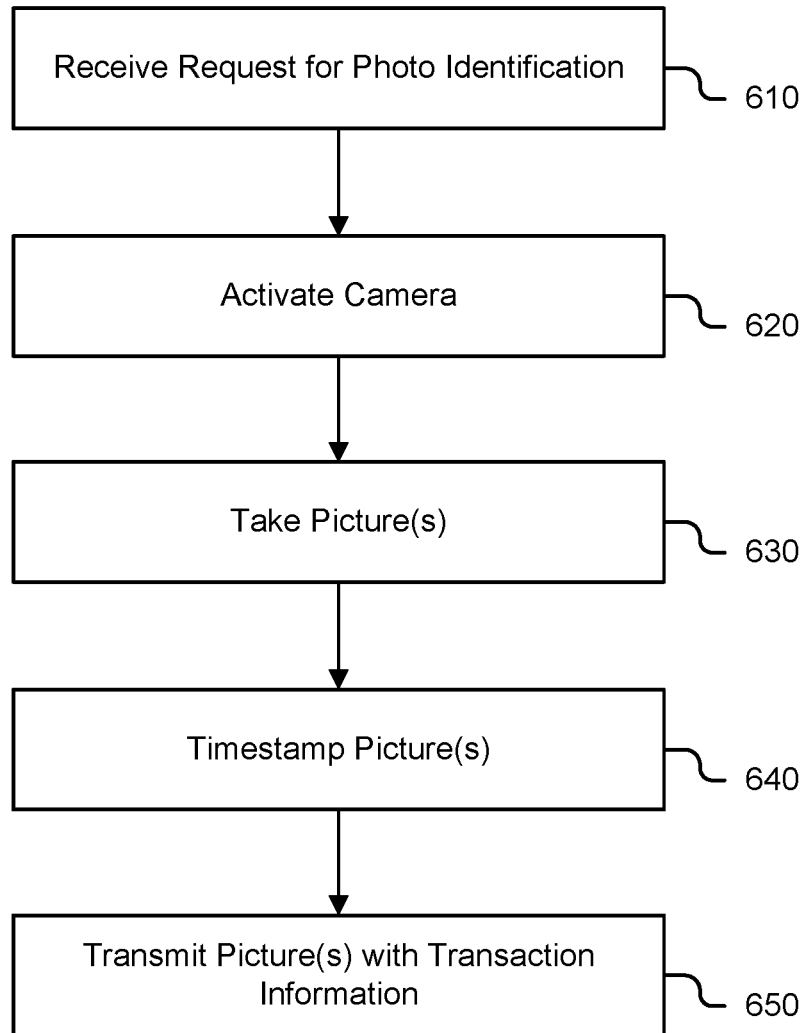 Receive Request for Photo Identification
610
Activate Camera
620
Take Picture(s)
630
Timestamp Picture(s)
640
Transmit Picture(s) with Transaction
Information
650